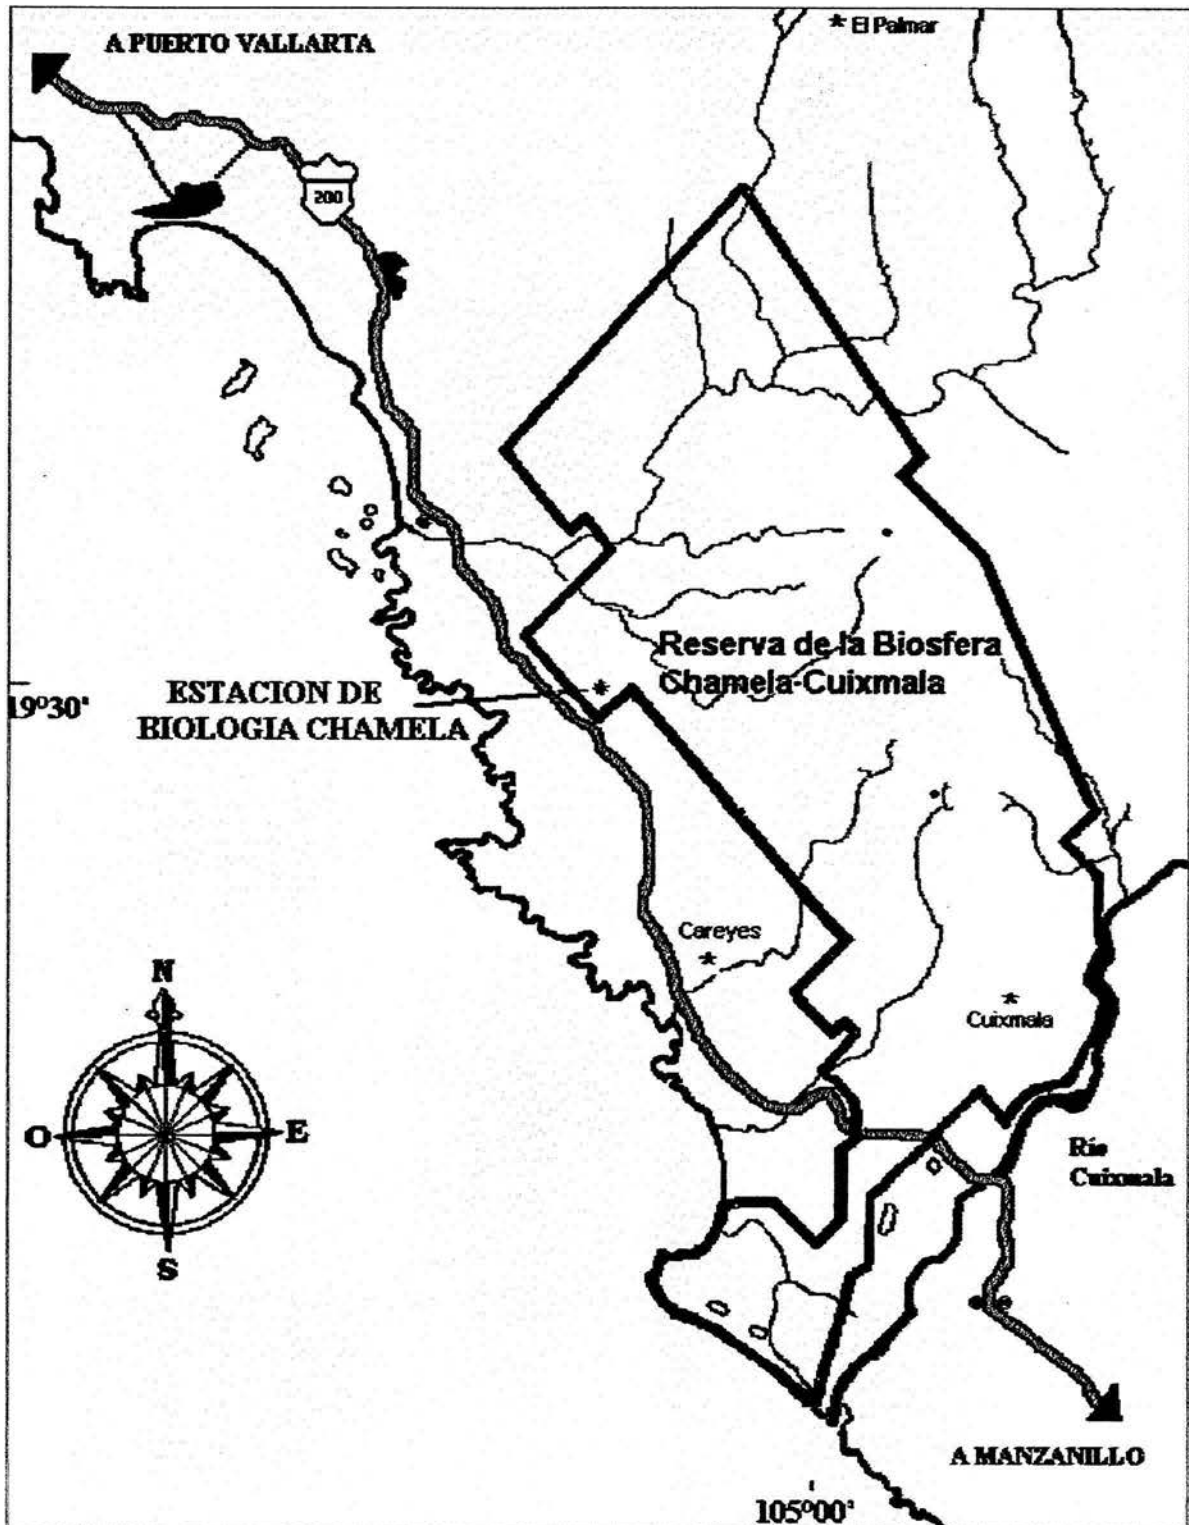 A PUERTO VALLARTA
* El Palmar
200
Reserva de la Biosfera
Chamela-Cuixmala
19°30'
ESTACION DE
BIOLOGIA CHAMELA
Careyes
Cuixmala
N
O
E
S
Río
Cuixmala
A MANZANILLO
105°00'